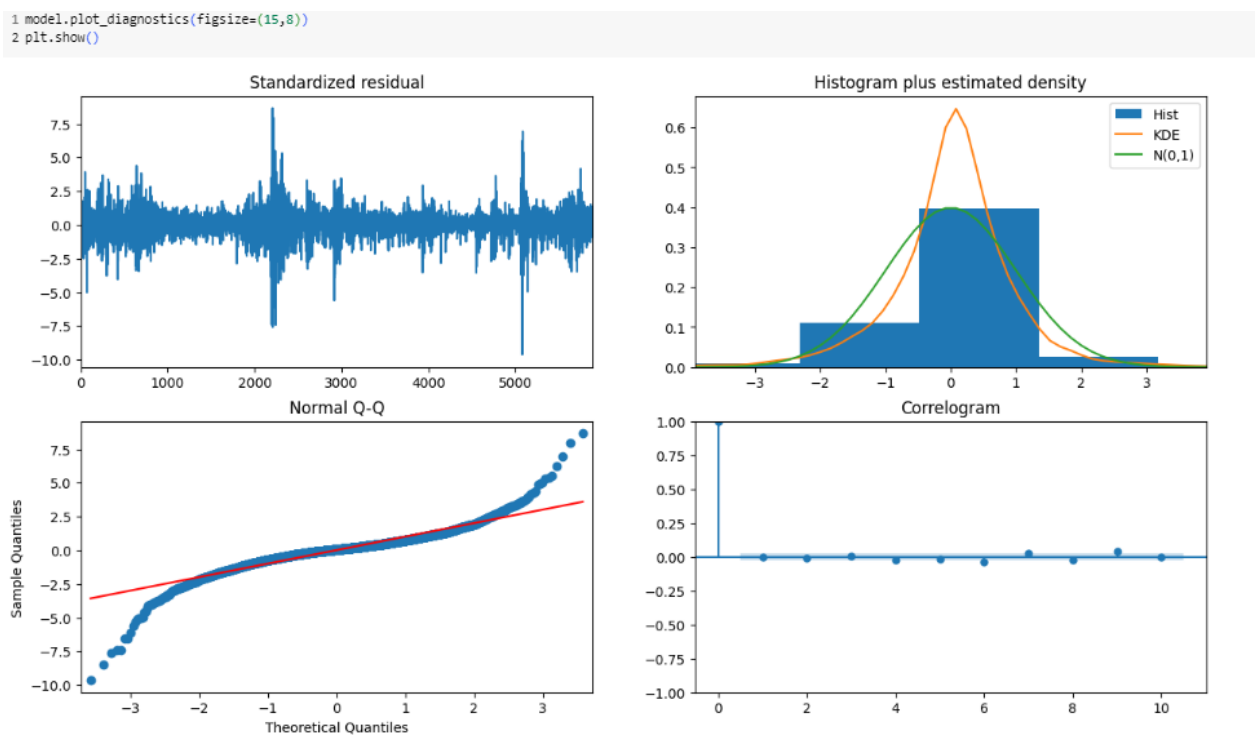 1 model.plot_diagnostics(figsize=(15,8))
2 plt.show()
Standardized residual
7.5
5.0
2.5
0.0
−2.5
−5.0
−7.5
−10.0
0 1000 2000 3000 4000 5000
Histogram plus estimated density
0.6
0.5
0.4
0.3
0.2
0.1
0.0
Hist
KDE
N(0,1)
−3 −2 −1 0 1 2 3
Normal Q-Q
Sample Quantiles
7.5
5.0
2.5
0.0
−2.5
−5.0
−7.5
−10.0
−3 −2 −1 0 1 2 3
Theoretical Quantiles
Correlogram
1.00
0.75
0.50
0.25
0.00
−0.25
−0.50
−0.75
−1.00
0 2 4 6 8 10